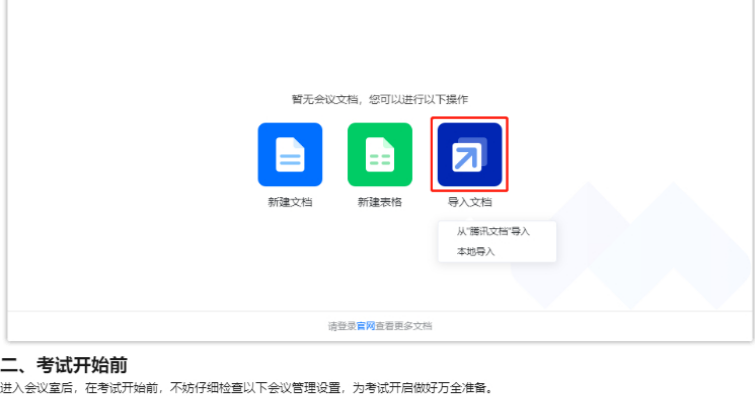 暂无会议文档，您可以进行以下操作
新建文档 新建表格 导入文档
从"腾讯文档"导入
本地导入
请登录官网查看更多文档
二、考试开始前
进入会议室后，在考试开始前，不妨仔细检查以下会议管理设置，为考试开启做好万全准备。